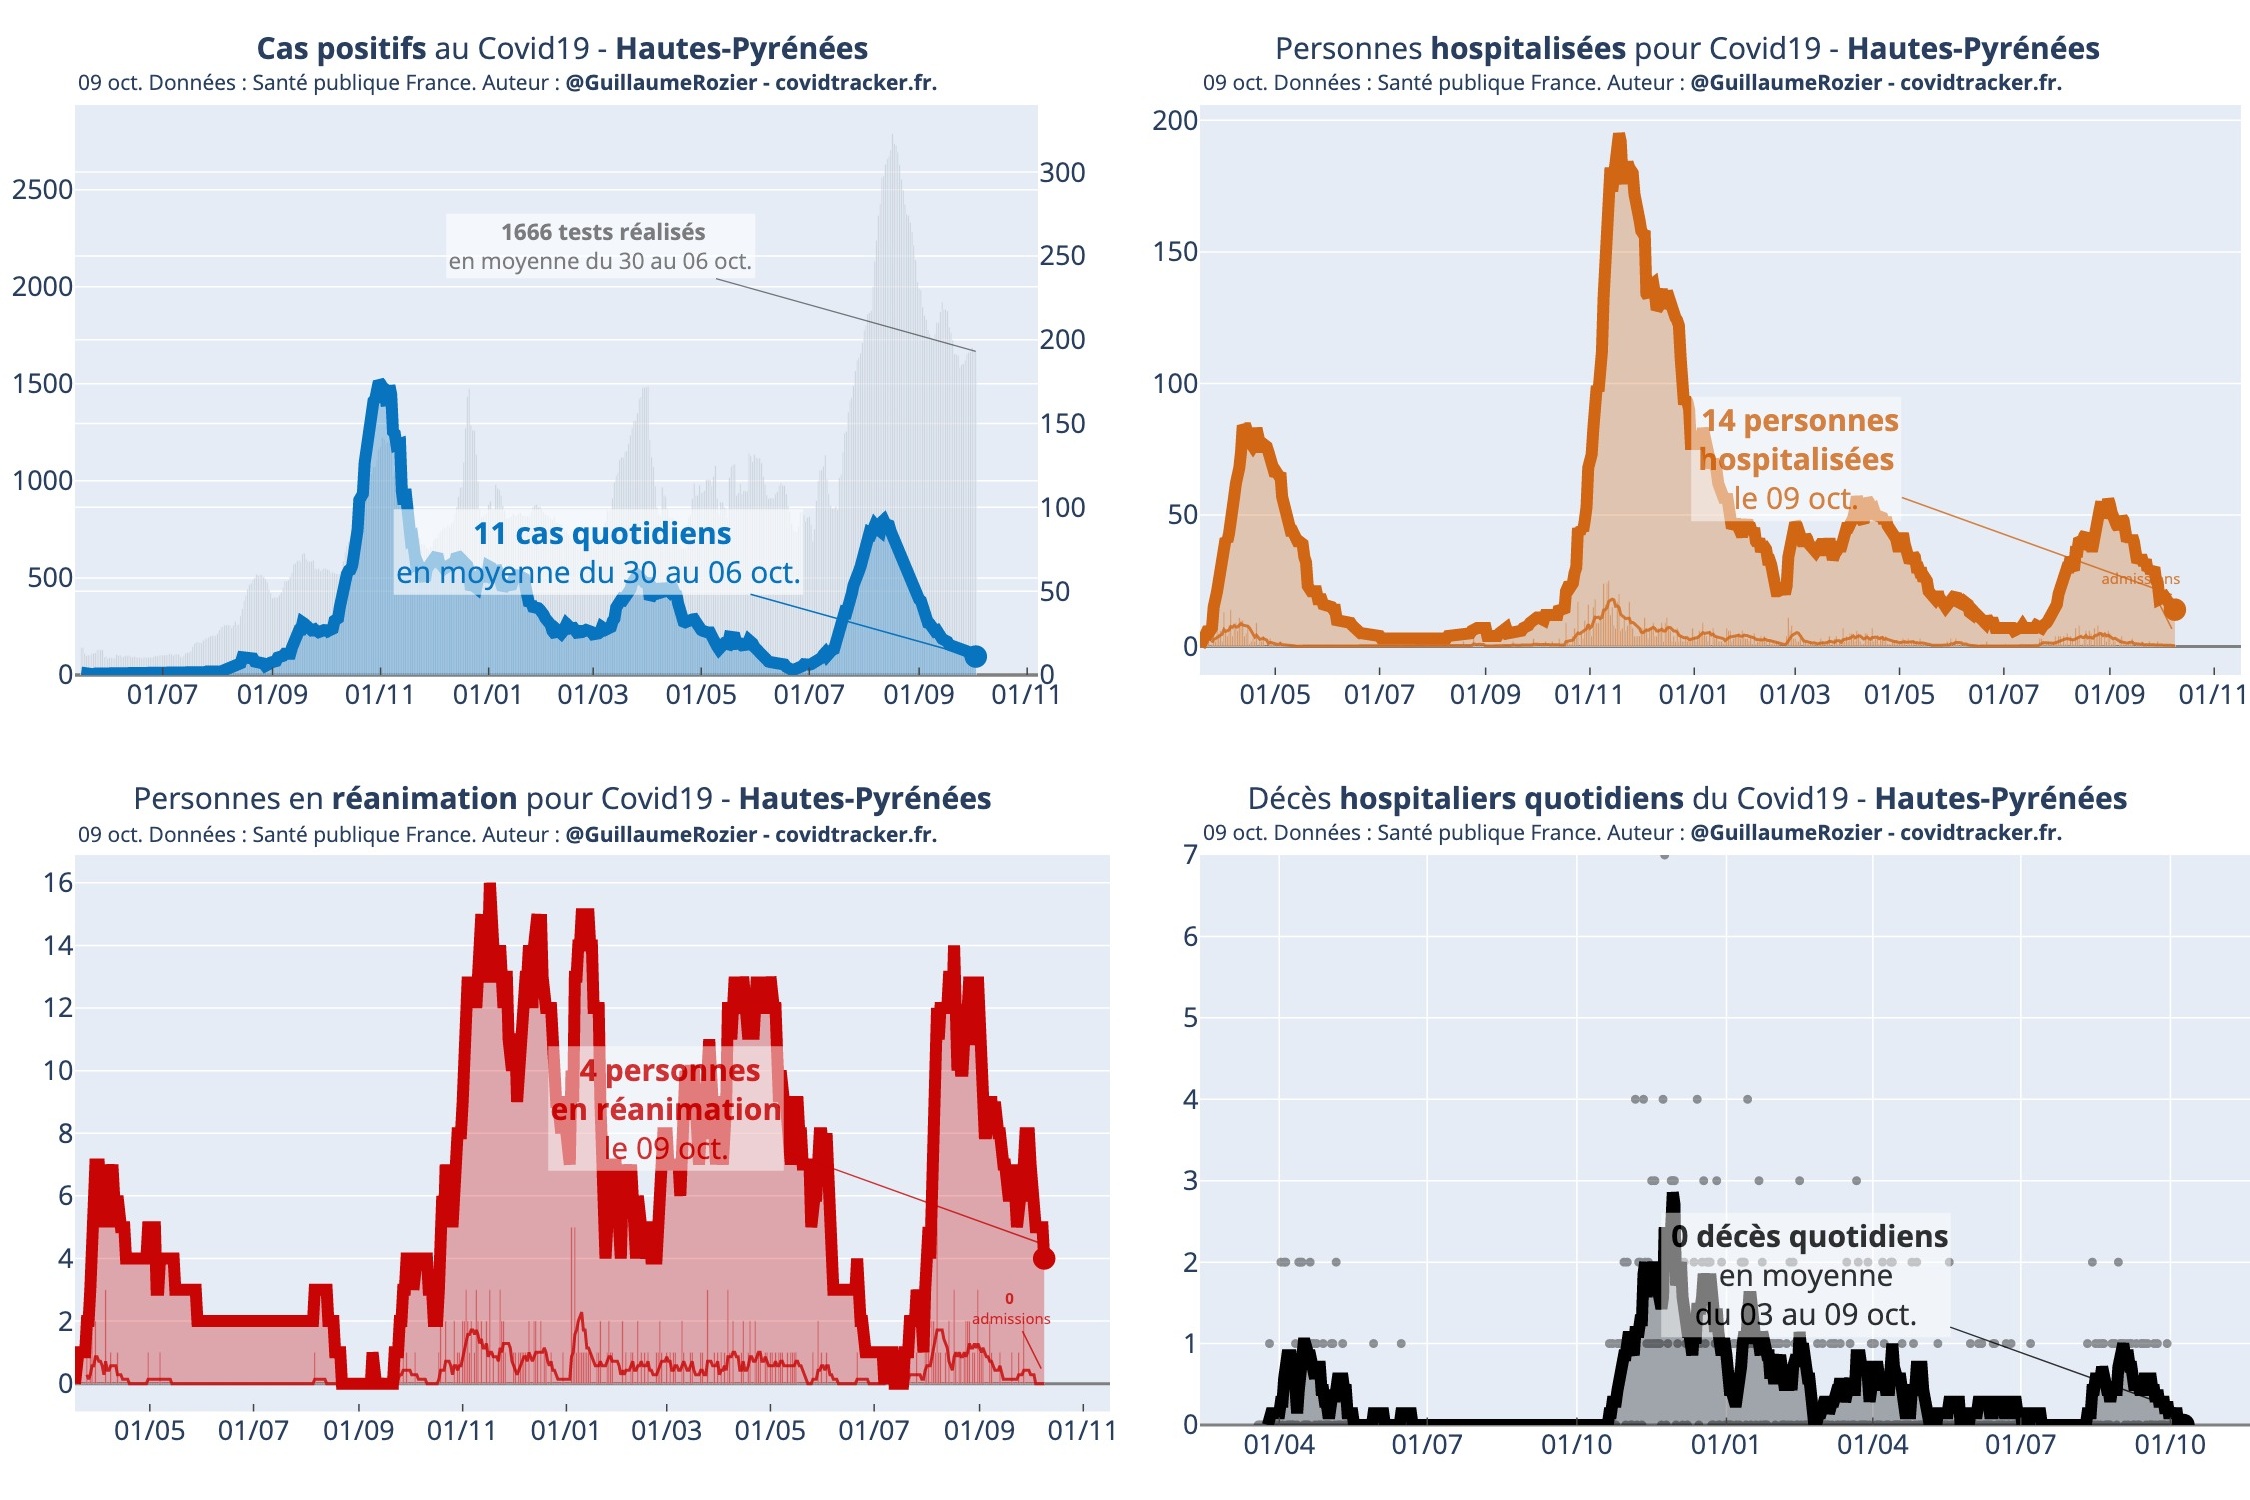 Cas positifs au Covid19 - Hautes-Pyrénées
09 oct. Données : Santé publique France. Auteur : @GuillaumeRozier - covidtracker.fr.
2500
2000
1500
1000
500
0
300
250
200
150
100
50
0
1666 tests réalisés
en moyenne du 30 au 06 oct.
11 cas quotidiens
en moyenne du 30 au 06 oct.
01/07 01/09 01/11 01/01 01/03 01/05 01/07 01/09 01/11
Personnes hospitalisées pour Covid19 - Hautes-Pyrénées
09 oct. Données : Santé publique France. Auteur : @GuillaumeRozier - covidtracker.fr.
200
150
100
50
0
14 personnes
hospitalisées
le 09 oct.
admissions
01/05 01/07 01/09 01/11 01/01 01/03 01/05 01/07 01/09 01/11
Personnes en réanimation pour Covid19 - Hautes-Pyrénées
09 oct. Données : Santé publique France. Auteur : @GuillaumeRozier - covidtracker.fr.
16
14
12
10
8
6
4
2
0
4 personnes
en réanimation
le 09 oct.
0
admissions
01/05 01/07 01/09 01/11 01/01 01/03 01/05 01/07 01/09 01/11
Décès hospitaliers quotidiens du Covid19 - Hautes-Pyrénées
09 oct. Données : Santé publique France. Auteur : @GuillaumeRozier - covidtracker.fr.
7
6
5
4
3
2
1
0
0 décès quotidiens
en moyenne
du 03 au 09 oct.
01/04 01/07 01/10 01/01 01/04 01/07 01/10